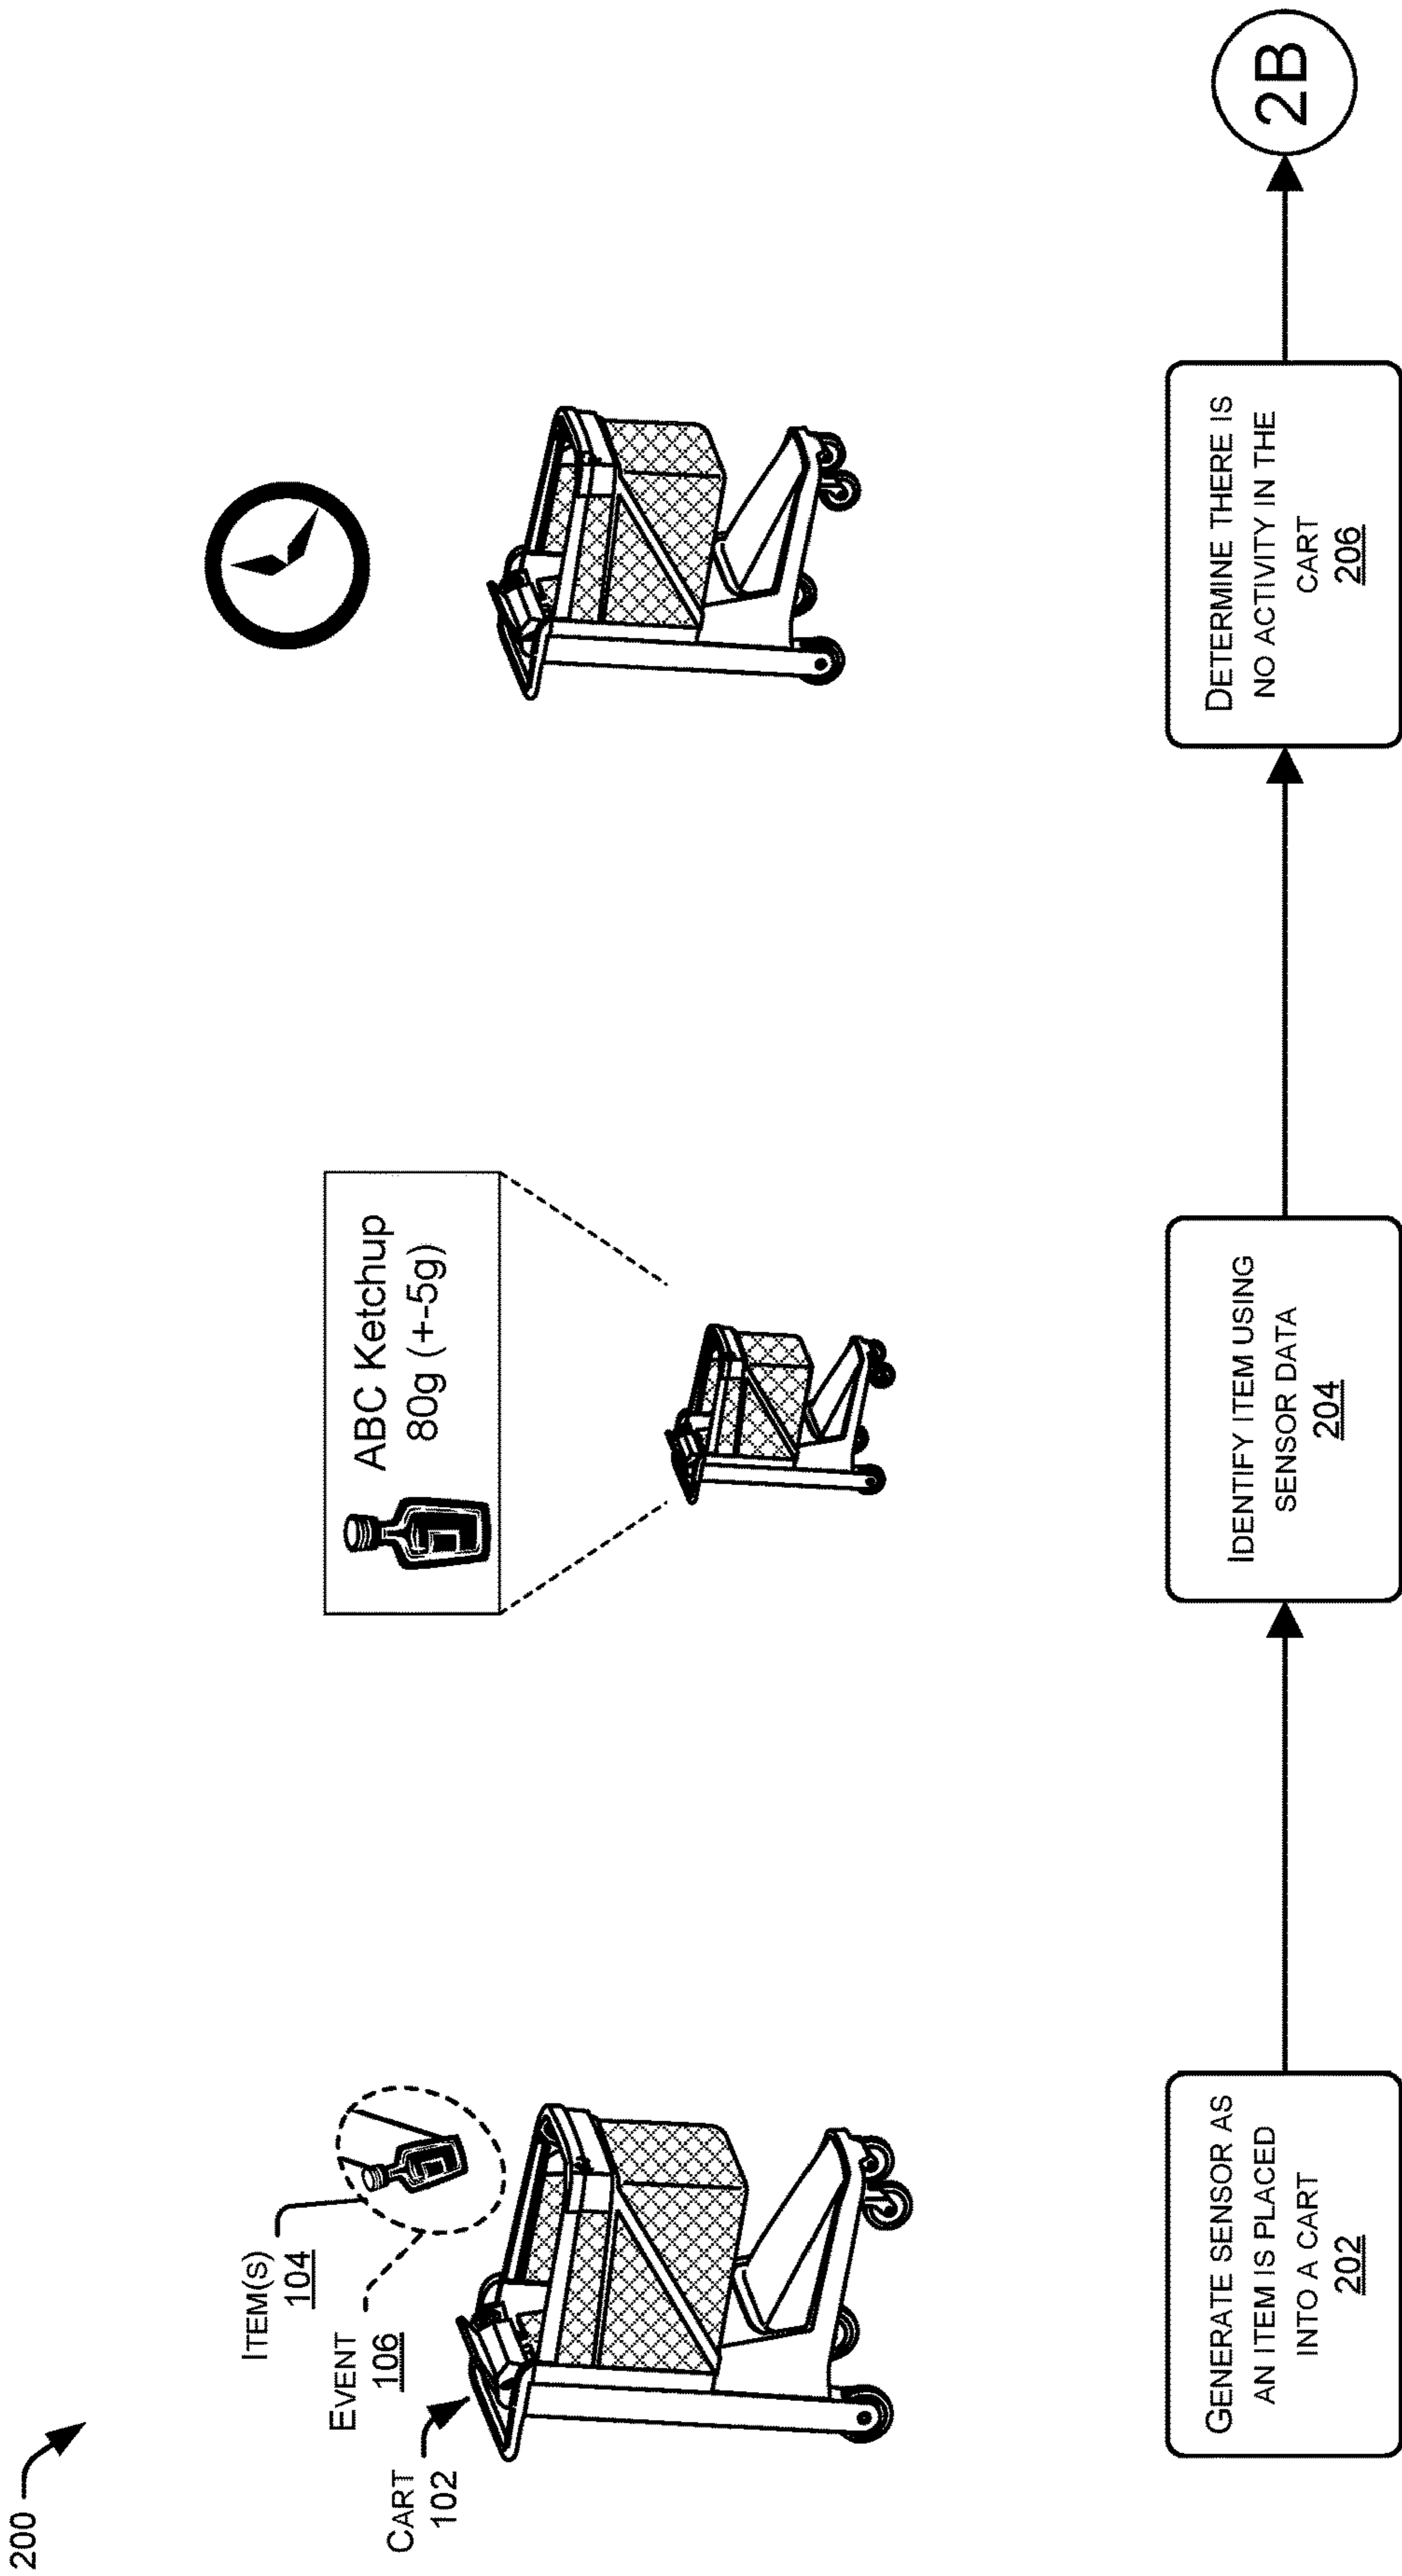 200
ITEM(S)
104
EVENT
106
CART
102
ABC Ketchup
80g (+-5g)
GENERATE SENSOR AS
AN ITEM IS PLACED
INTO A CART
202
IDENTIFY ITEM USING
SENSOR DATA
204
DETERMINE THERE IS
NO ACTIVITY IN THE
CART
206
2B